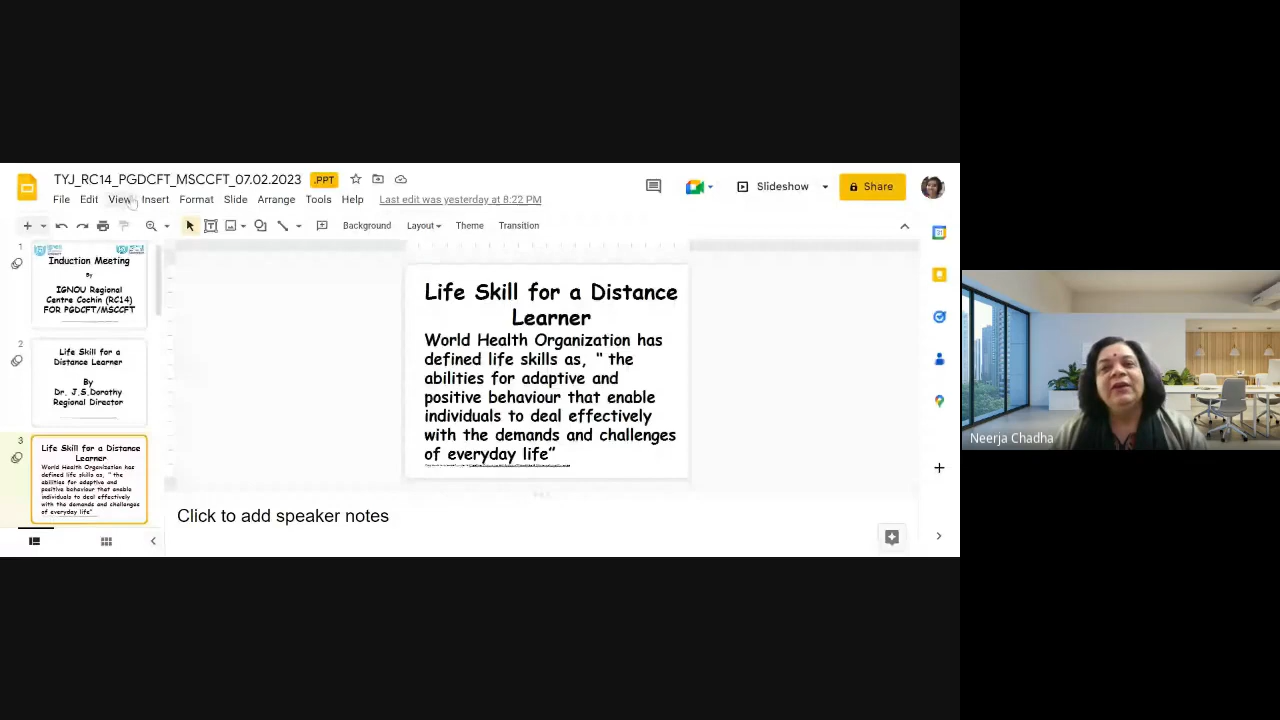 TYJ_RC14_PGDCFT_MSCCFT_07.02.2023 .PPT
File Edit View Insert Format Slide Arrange Tools Help Last edit was yesterday at 8:22 PM
Slideshow
Share
Background Layout Theme Transition
1
Induction Meeting
By
IGNOU Regional
Centre Cochin (RC14)
FOR PGDCFT/MSCCFT
2
Life Skill for a
Distance Learner
By
Dr. J.S.Dorothy
Regional Director
3
Life Skill for a Distance
Learner
World Health Organization has
defined life skills as, " the
abilities for adaptive and
positive behaviour that enable
individuals to deal effectively
with the demands and challenges
of everyday life”
Life Skill for a Distance
Learner
World Health Organization has
defined life skills as, " the
abilities for adaptive and
positive behaviour that enable
individuals to deal effectively
with the demands and challenges
of everyday life”
Click to add speaker notes
Neerja Chadha